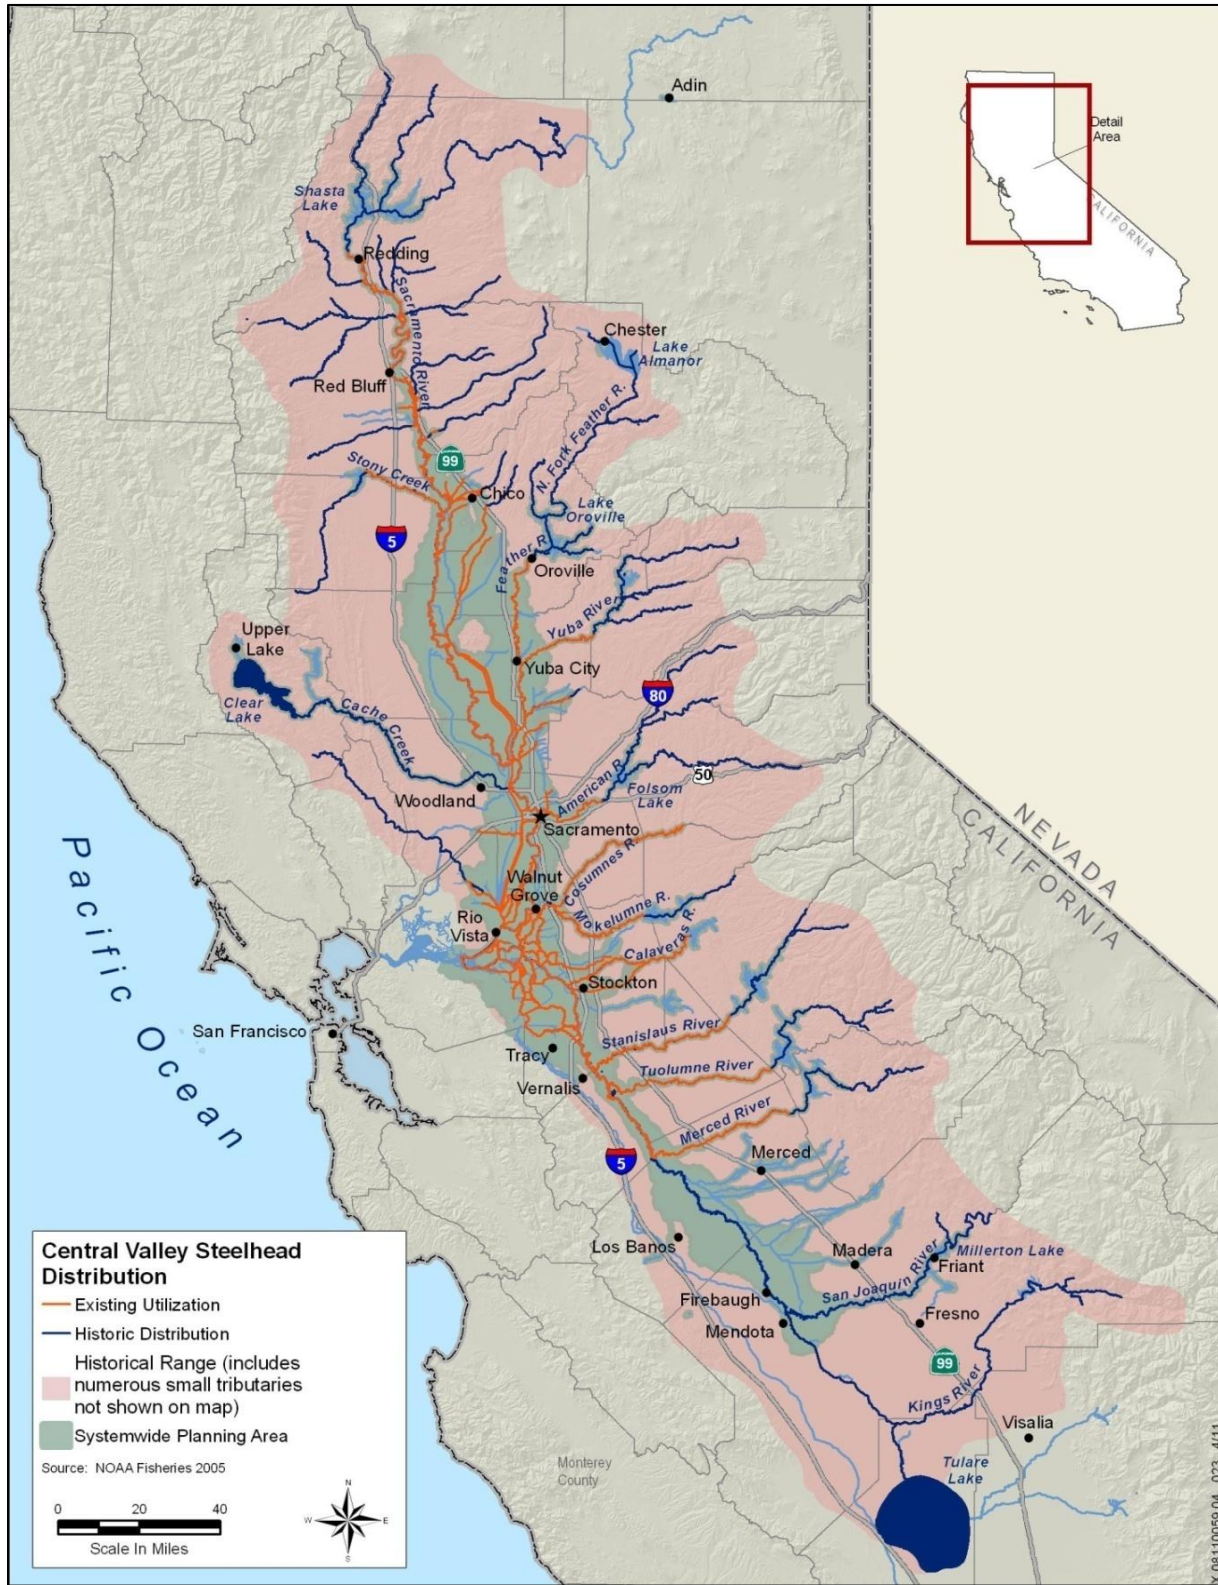 Adin
Detail
Area
CALIFORNIA
Shasta
Lake
Redding
Sacramento River
Chester
Lake
Almanor
Red Bluff
N. Fork Feather R.
99
Stony Creek
Chico
Lake
Oroville
5
Feather R.
Oroville
Yuba River
Upper
Lake
Yuba City
80
Clear
Lake
Cache Creek
50
American R.
Folsom
Lake
Woodland
Sacramento
NEVADA
CALIFORNIA
Cosumnes R.
Walnut
Grove
Mokelumne R.
Rio
Vista
Calaveras R.
Stockton
Pacific Ocean
San Francisco
Stanislaus River
Tracy
Tuolumne River
Vernalis
Merced River
5
Merced
Los Banos
Madera
San Joaquin River
Millerton Lake
Friant
Firebaugh
Mendota
Fresno
99
Kings River
Visalia
Tulare
Lake
Monterey
County
Central Valley Steelhead
Distribution
Existing Utilization
Historic Distribution
Historical Range (includes
numerous small tributaries
not shown on map)
Systemwide Planning Area
Source: NOAA Fisheries 2005
0 20 40
Scale In Miles
N
W E
S
X 08110059.04 023 4/11